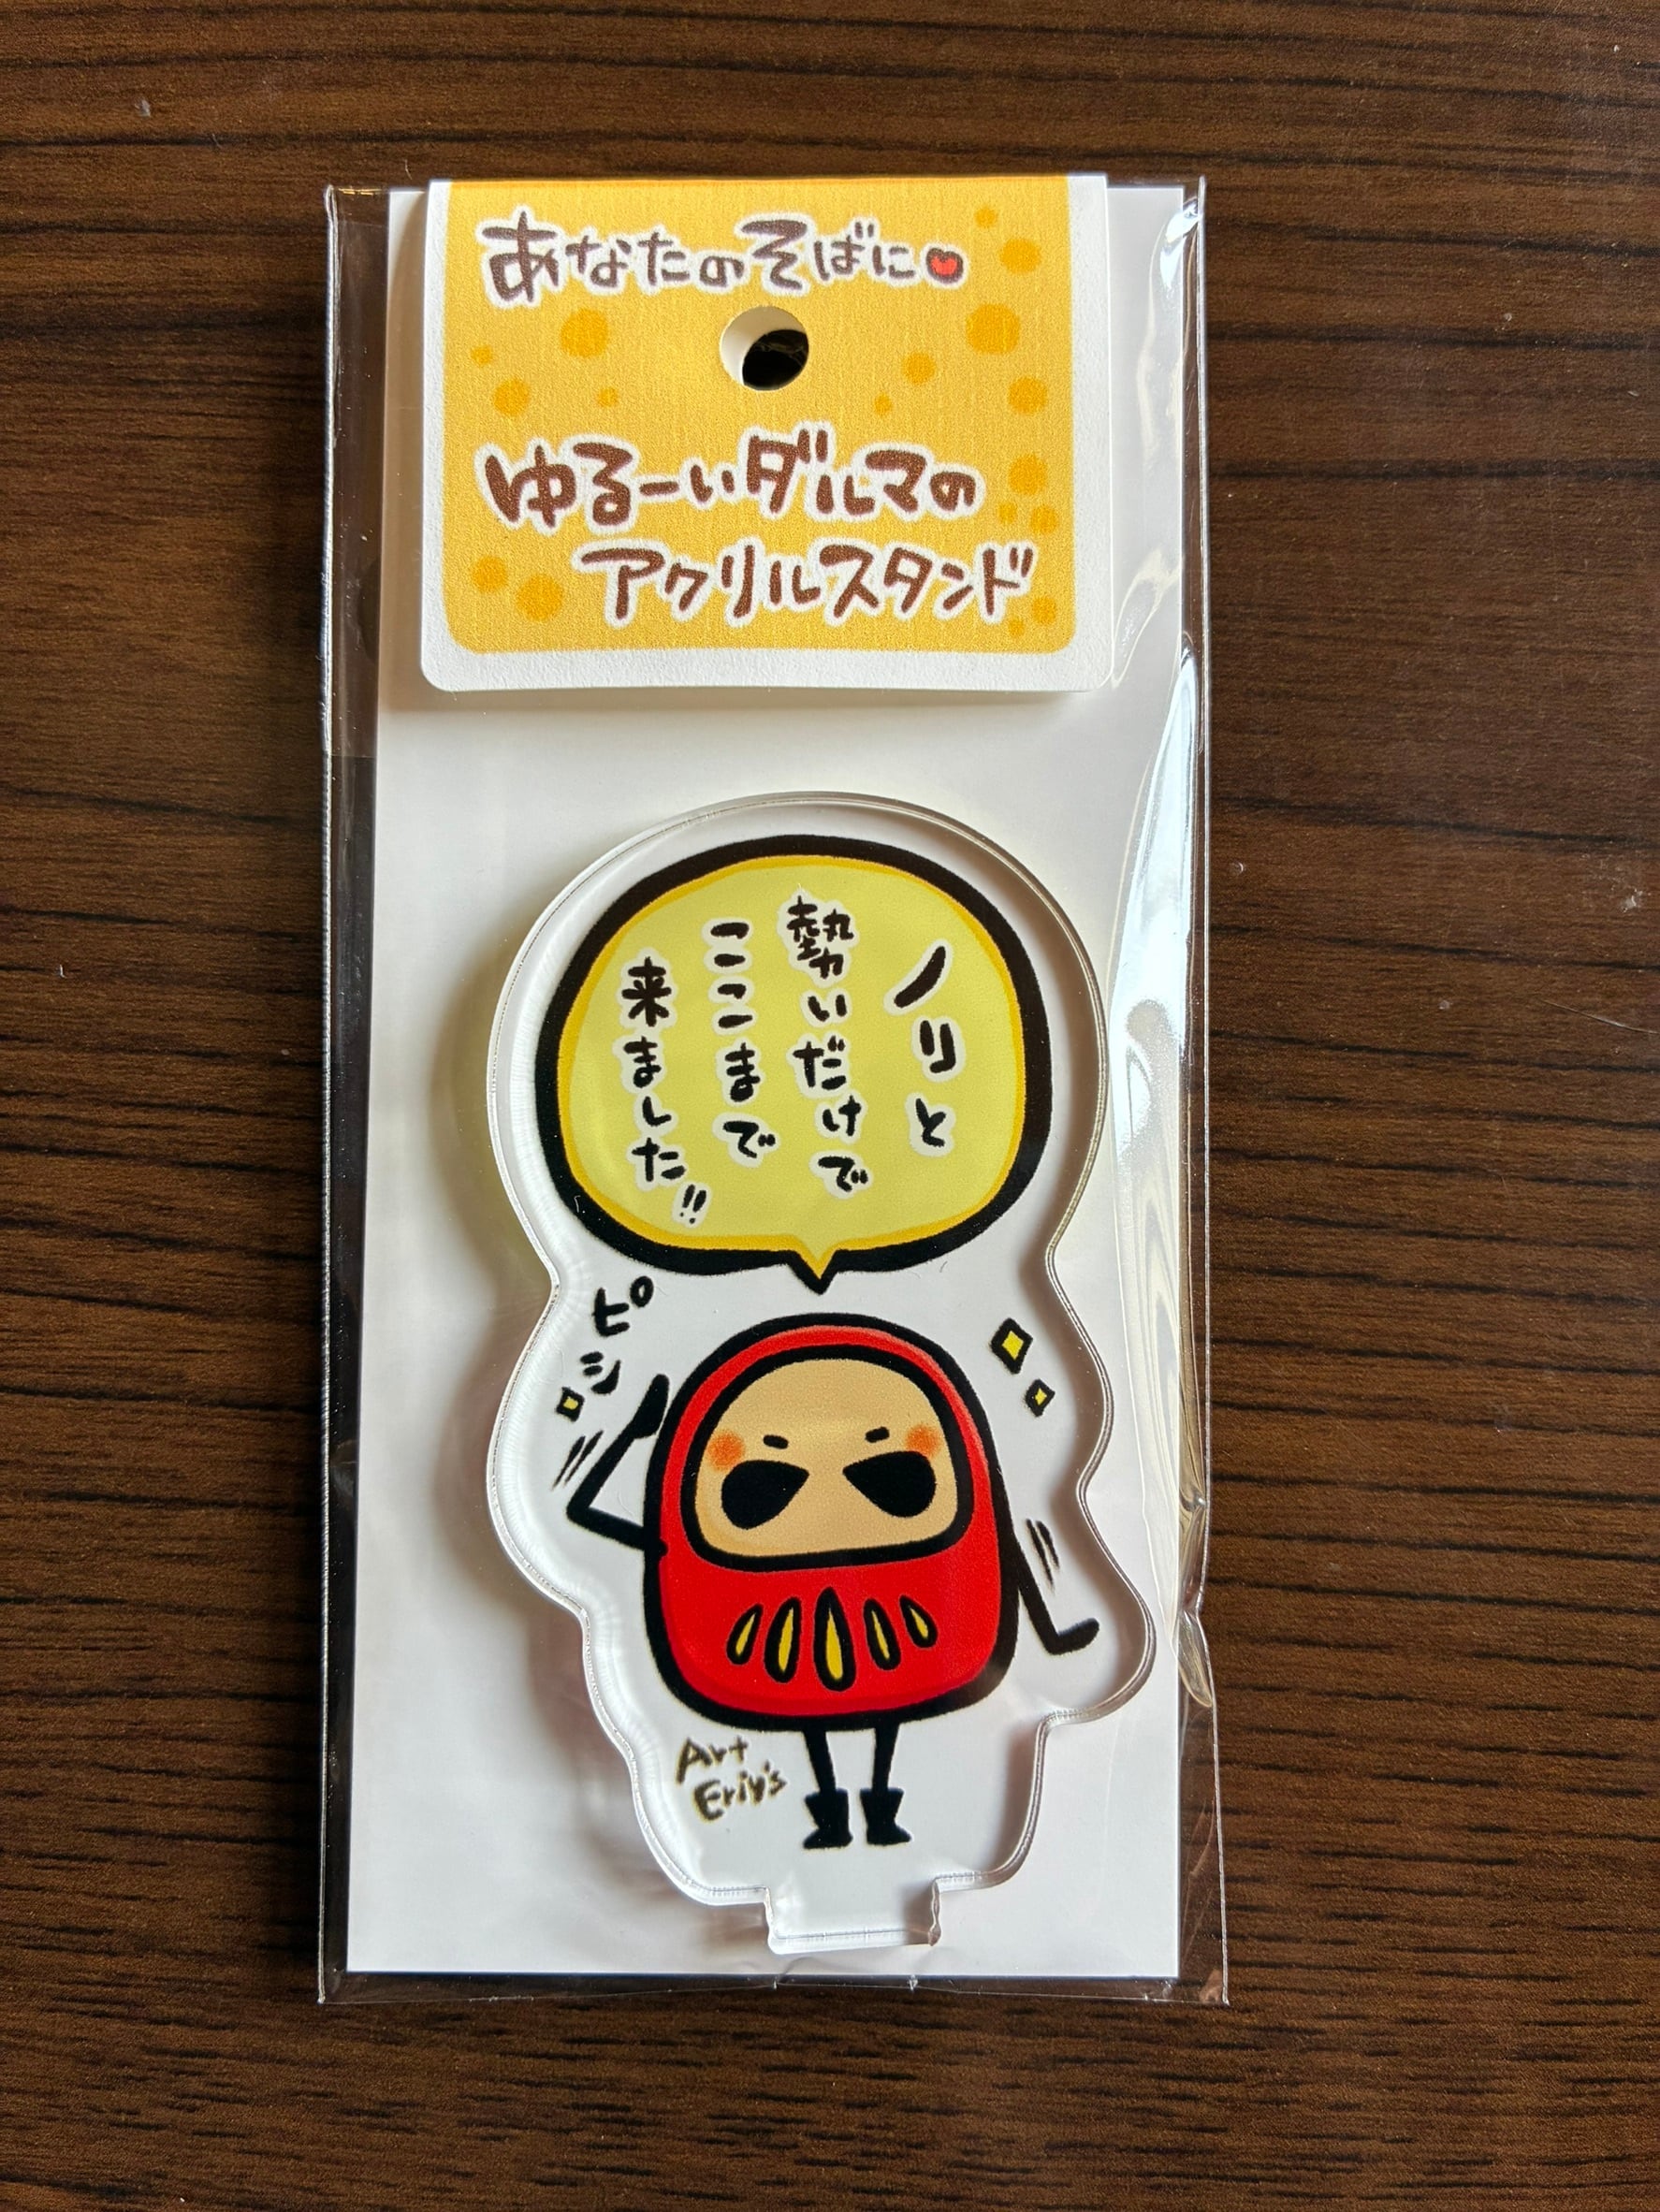 あなたのそばに
ゆるーいダルマの
アクリルスタンド
ノリと
勢いだけで
ここまで
来ました!!
ピシ
Art
Eriy's